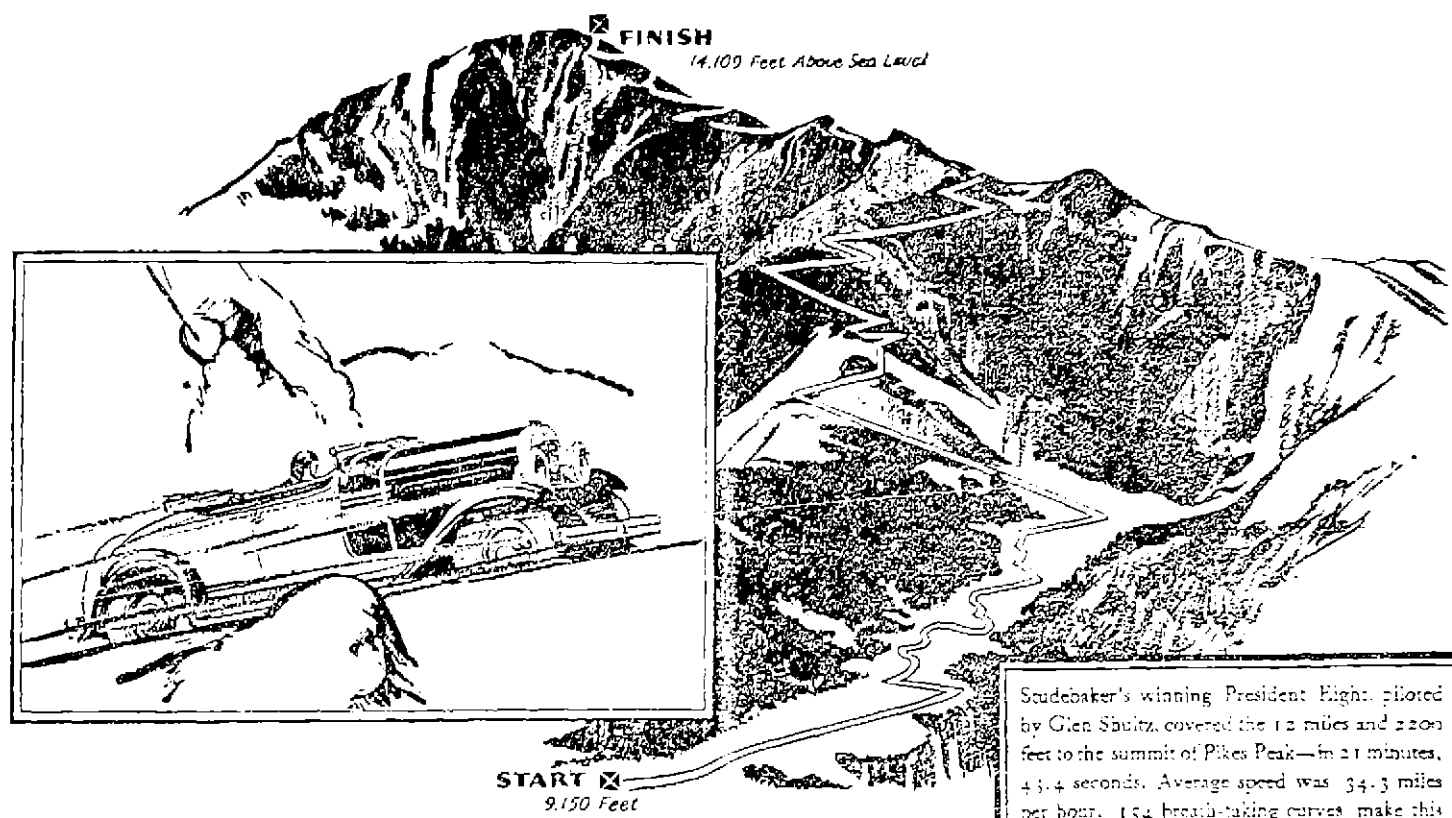 FINISH
14,109 Feet Above Sea Level
START
9,150 Feet
Studebaker's winning President Eight, piloted
by Glen Shultz, covered the 12 miles and 2200
feet to the summit of Pikes Peak—in 21 minutes,
43.4 seconds. Average speed was 34.3 miles
per hour. 154 breath-taking curves make this